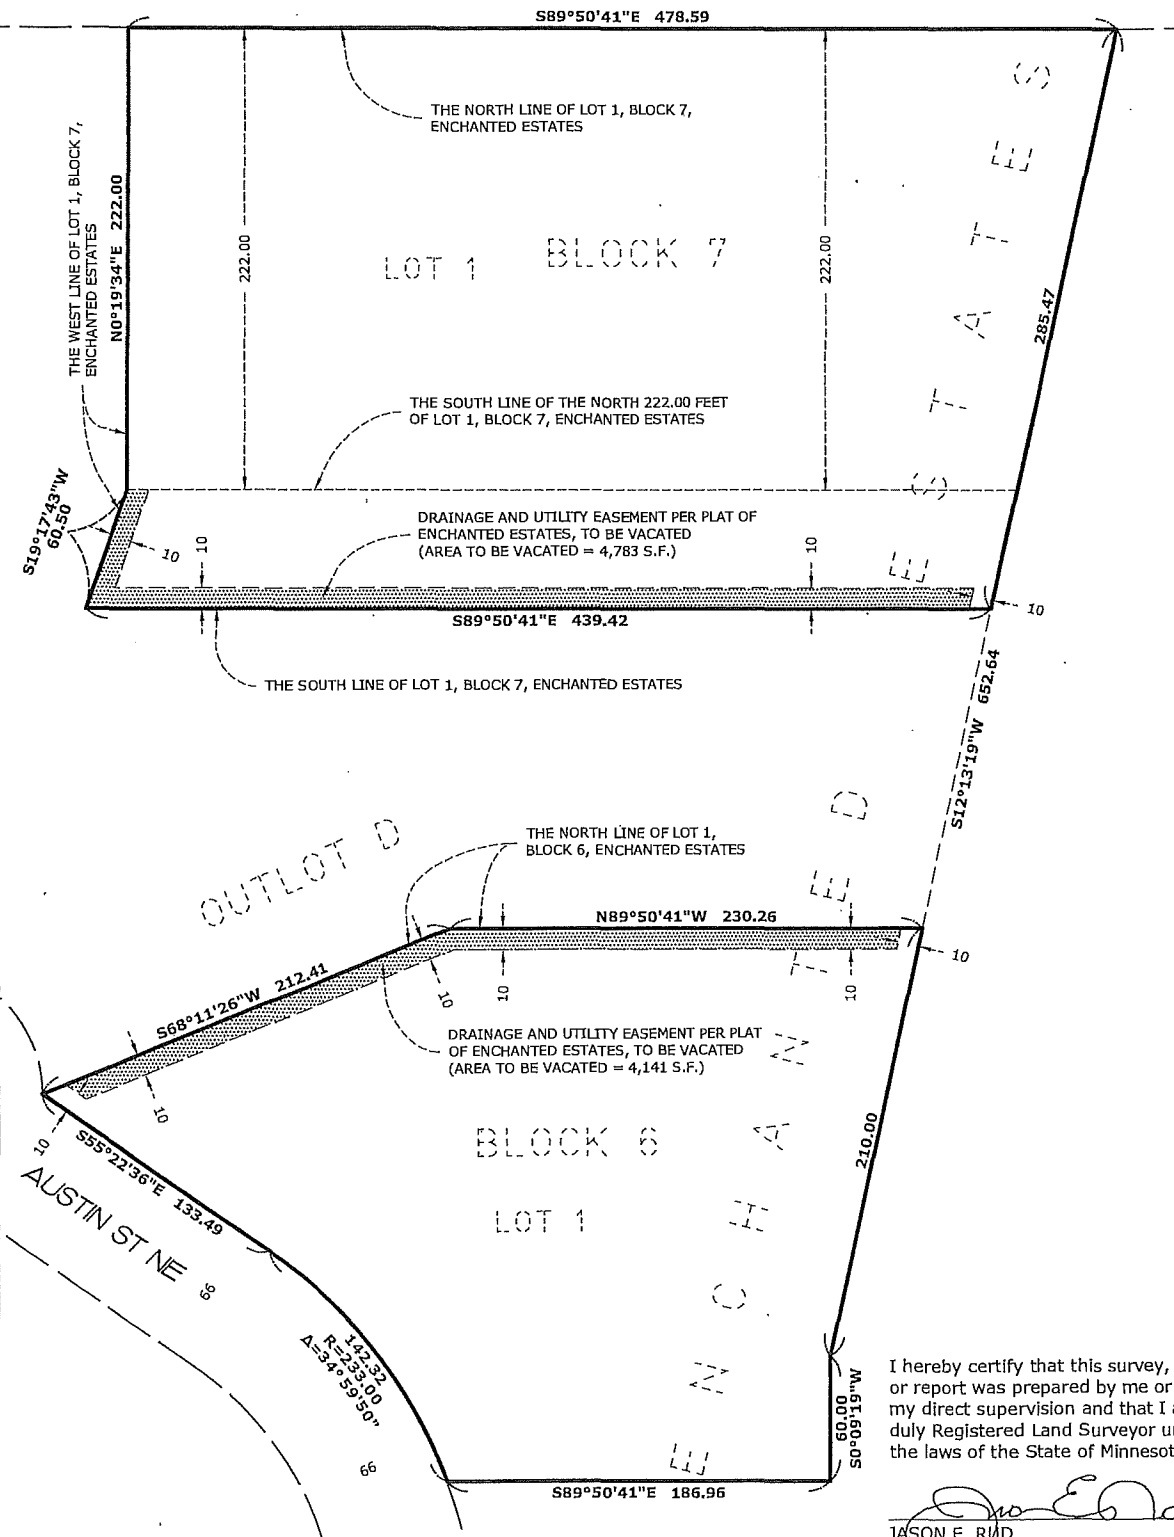 S89°50'41"E 478.59
THE NORTH LINE OF LOT 1, BLOCK 7,
ENCHANTED ESTATES
THE WEST LINE OF LOT 1, BLOCK 7,
ENCHANTED ESTATES
N0°19'34"E 222.00
222.00
LOT 1
BLOCK 7
222.00
285.47
THE SOUTH LINE OF THE NORTH 222.00 FEET
OF LOT 1, BLOCK 7, ENCHANTED ESTATES
S19°17'43"W
60.50
10
10
DRAINAGE AND UTILITY EASEMENT PER PLAT OF
ENCHANTED ESTATES, TO BE VACATED
(AREA TO BE VACATED = 4,783 S.F.)
10
10
S89°50'41"E 439.42
THE SOUTH LINE OF LOT 1, BLOCK 7, ENCHANTED ESTATES
S12°13'19"W 652.64
ENCHANTED ESTATES
OUTLOT D
THE NORTH LINE OF LOT 1,
BLOCK 6, ENCHANTED ESTATES
N89°50'41"W 230.26
10
S68°11'26"W 212.41
10
10
10
DRAINAGE AND UTILITY EASEMENT PER PLAT
OF ENCHANTED ESTATES, TO BE VACATED
(AREA TO BE VACATED = 4,141 S.F.)
10
10
S55°22'36"E 133.49
BLOCK 6
LOT 1
210.00
AUSTIN ST NE
66
142.32
R=233.00
Δ=34°59'50"
66
60.00
S0°09'19"W
S89°50'41"E 186.96
I hereby certify that this survey,
or report was prepared by me or
my direct supervision and that I
duly Registered Land Surveyor
the laws of the State of
JASON E. RUD